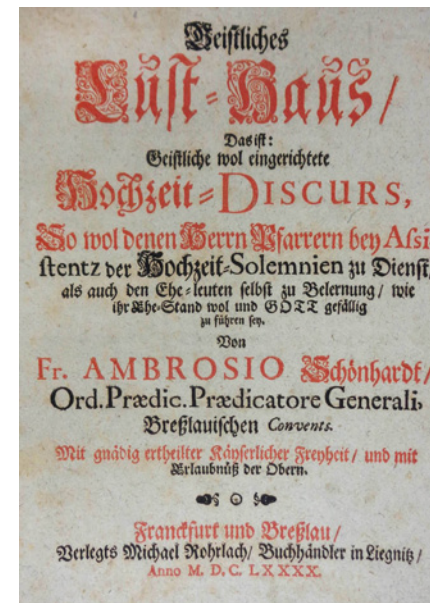 Geistliches
Lust-Haus/
Das ist:
Geistliche wol eingerichtete
Hochzeit-DISCURS,
So wol denen Herrn Pfarrern bey Assi
stentz der Hochzeit-Solemnien zu Dienst,
als auch den Ehe-leuten selbst zu Belernung/ wie
ihr Ehe-Stand wol und GOTT gefällig
zu führen sey.
Von
Fr. AMBROSIO Schönhardt/
Ord. Prædic. Prædicatore Generali,
Breßlauischen Convents.
Mit gnädig ertheilter Käyserlicher Freyheit/ und mit
Erlaubnüß der Obern.
Franckfurt und Breßlau/
Verlegts Michael Rohrlach/ Buchhändler in Liegnitz/
Anno M. D. C. LXXXX.